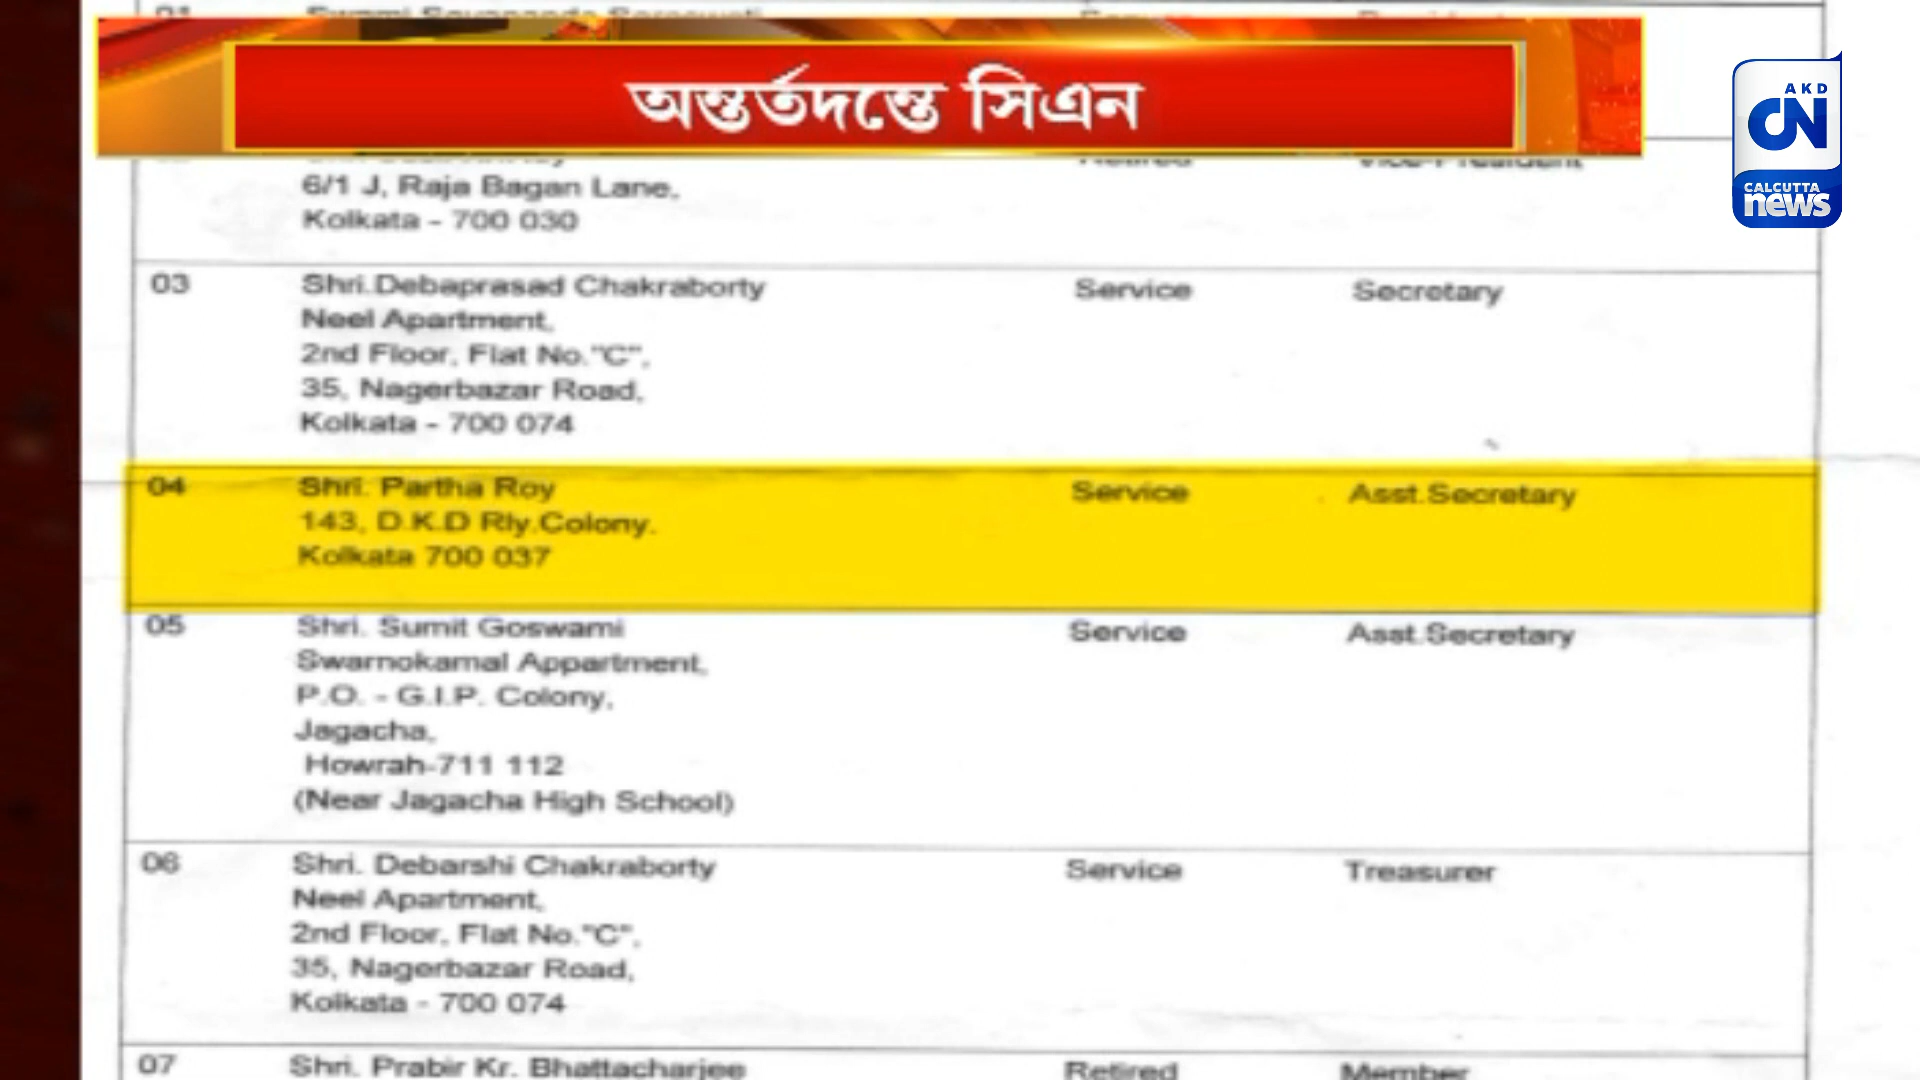 অন্তর্তদন্তে সিএন
AKD
CN
CALCUTTA
news
01
6/1 J, Raja Bagan Lane,
Kolkata - 700 030
Retired Vice-President
03 Shri.Debaprasad Chakraborty Service Secretary
Neel Apartment,
2nd Floor, Flat No."C",
35, Nagerbazar Road,
Kolkata - 700 074
04 Shri. Partha Roy Service Asst.Secretary
143, D.K.D Rly.Colony.
Kolkata 700 037
05 Shri. Sumit Goswami Service Asst.Secretary
Swarnokamal Appartment,
P.O. - G.I.P. Colony,
Jagacha,
Howrah-711 112
(Near Jagacha High School)
06 Shri. Debarshi Chakraborty Service Treasurer
Neel Apartment,
2nd Floor, Flat No."C",
35, Nagerbazar Road,
Kolkata - 700 074
07 Shri. Prabir Kr. Bhattacharjee Retired Member